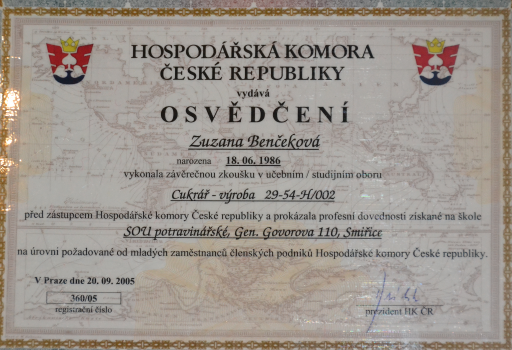 HOSPODÁŘSKÁ KOMORA
ČESKÉ REPUBLIKY
vydává
OSVĚDČENÍ
Zuzana Benčeková
narozena 18. 06. 1986
vykonala závěrečnou zkoušku v učebním / studijním oboru
Cukrář - výroba 29-54-H/002
před zástupcem Hospodářské komory České republiky a prokázala profesní dovednosti získané na škole
SOU potravinářské, Gen. Govorova 110, Smiřice
na úrovni požadované od mladých zaměstnanců členských podniků Hospodářské komory České republiky.
V Praze dne 20. 09. 2005
360/05
registrační číslo
prezident HK ČR